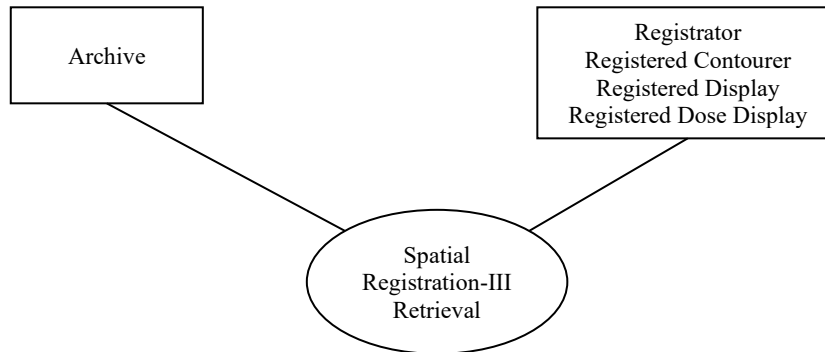 Archive
Registrator
Registered Contourer
Registered Display
Registered Dose Display
Spatial
Registration-III
Retrieval